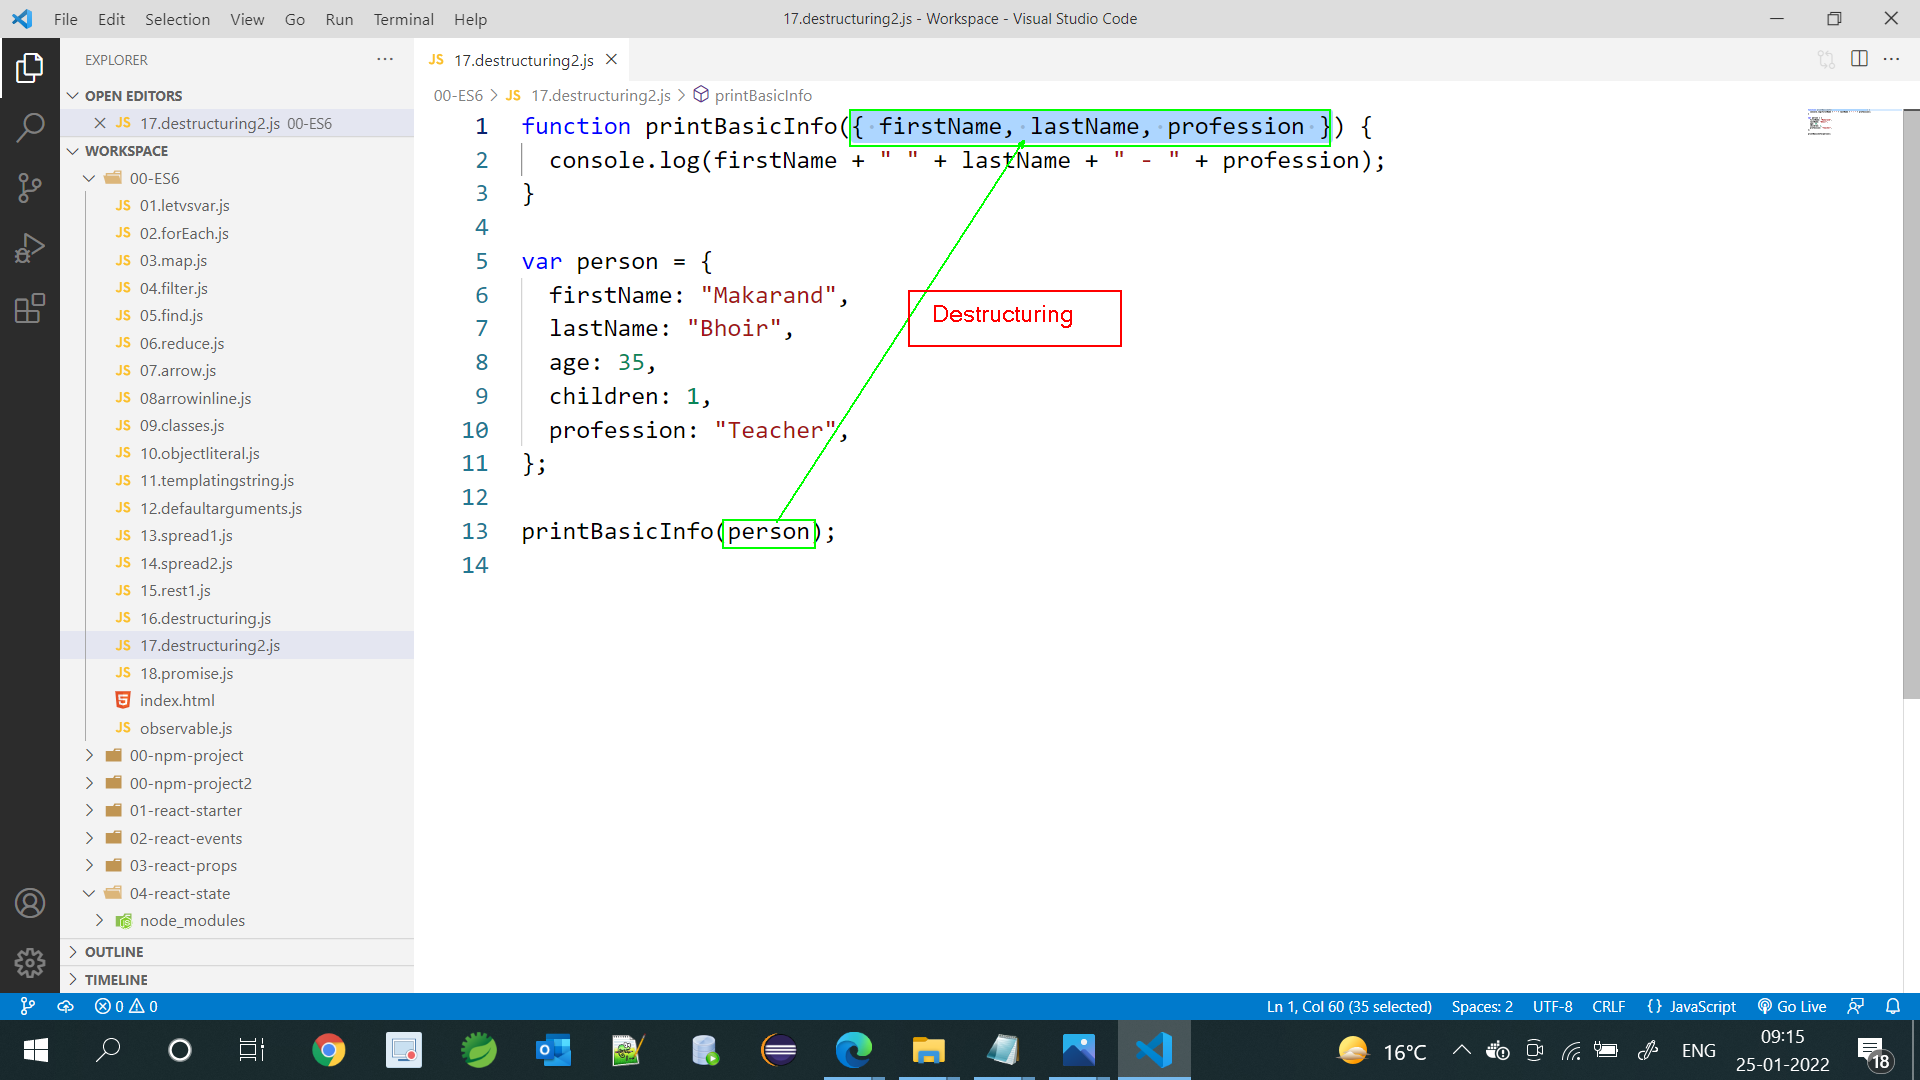 File Edit Selection View Go Run Terminal Help
17.destructuring2.js - Workspace - Visual Studio Code
EXPLORER
OPEN EDITORS
JS 17.destructuring2.js 00-ES6
WORKSPACE
00-ES6
JS 01.letvsvar.js
JS 02.forEach.js
JS 03.map.js
JS 04.filter.js
JS 05.find.js
JS 06.reduce.js
JS 07.arrow.js
JS 08arrowinline.js
JS 09.classes.js
JS 10.objectliteral.js
JS 11.templatingstring.js
JS 12.defaultarguments.js
JS 13.spread1.js
JS 14.spread2.js
JS 15.rest1.js
JS 16.destructuring.js
JS 17.destructuring2.js
JS 18.promise.js
index.html
JS observable.js
00-npm-project
00-npm-project2
01-react-starter
02-react-events
03-react-props
04-react-state
node_modules
OUTLINE
TIMELINE
JS 17.destructuring2.js
00-ES6 > JS 17.destructuring2.js > printBasicInfo
1 function printBasicInfo({ firstName, lastName, profession }) {
2 console.log(firstName + " " + lastName + " - " + profession);
3 }
4
5 var person = {
6 firstName: "Makarand",
7 lastName: "Bhoir",
8 age: 35,
9 children: 1,
10 profession: "Teacher",
11 };
12
13 printBasicInfo(person);
14
Destructuring
0 0
Ln 1, Col 60 (35 selected) Spaces: 2 UTF-8 CRLF {} JavaScript Go Live
16°C ENG 09:15
25-01-2022
18